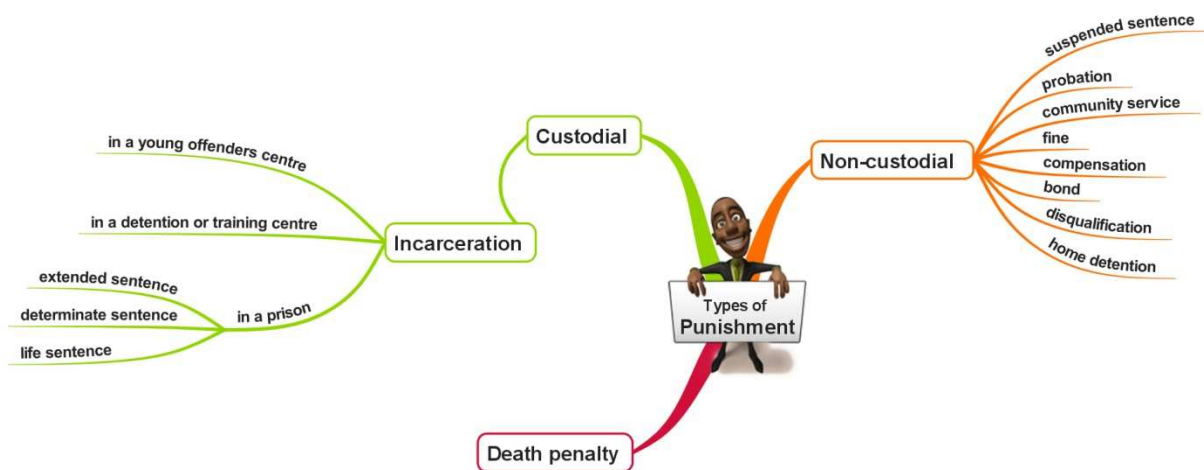 Types of
Punishment
Custodial
Incarceration
in a young offenders centre
in a detention or training centre
in a prison
extended sentence
determinate sentence
life sentence
Non-custodial
suspended sentence
probation
community service
fine
compensation
bond
disqualification
home detention
Death penalty